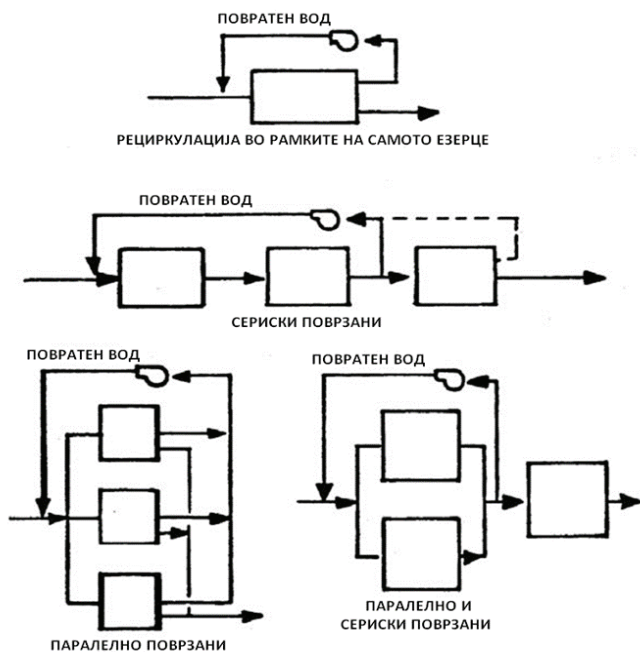 ПОВРАТЕН ВОД
РЕЦИРКУЛАЦИЈА ВО РАМКИТЕ НА САМОТО ЕЗЕРЦЕ
ПОВРАТЕН ВОД
СЕРИСКИ ПОВРЗАНИ
ПОВРАТЕН ВОД
ПАРАЛЕЛНО ПОВРЗАНИ
ПОВРАТЕН ВОД
ПАРАЛЕЛНО И
СЕРИСКИ ПОВРЗАНИ